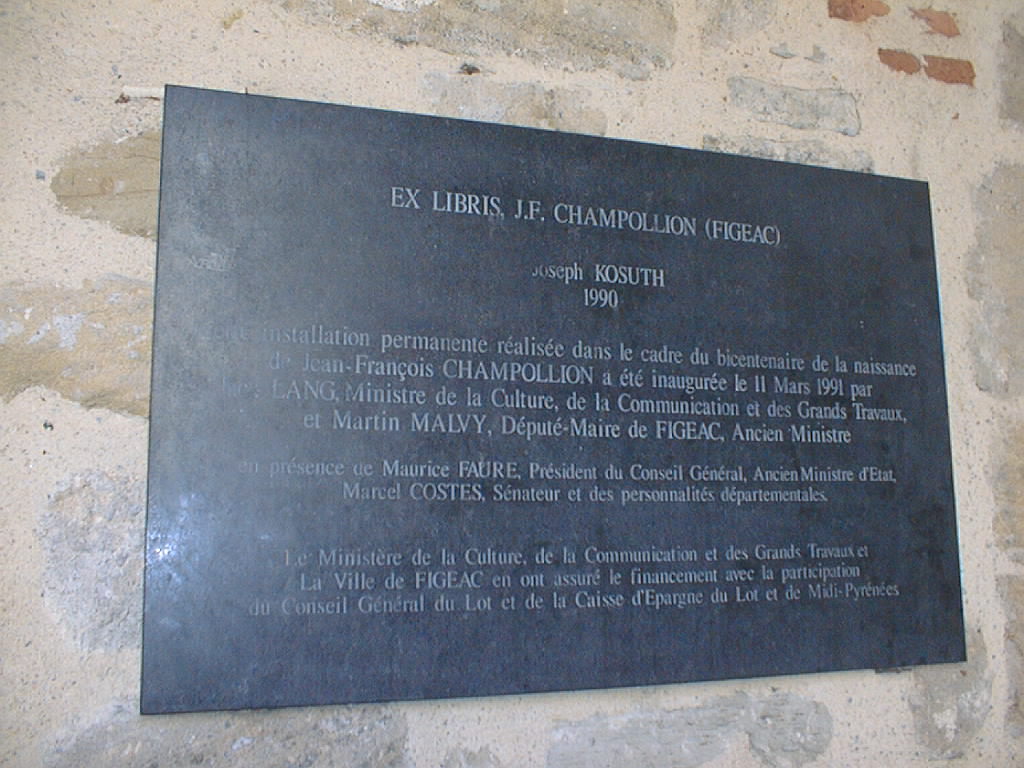 EX LIBRIS, J.F. CHAMPOLLION (FIGEAC)
Joseph KOSUTH
1990
installation permanente réalisée dans le cadre du bicentenaire de la naissance
de Jean-François CHAMPOLLION a été inaugurée le 11 Mars 1991 par
LANG, Ministre de la Culture, de la Communication et des Grands Travaux,
et Martin MALVY, Député-Maire de FIGEAC, Ancien Ministre
en présence de Maurice FAURE, Président du Conseil Général, Ancien Ministre d'Etat,
Marcel COSTES, Sénateur et des personnalités départementales.
Le Ministère de la Culture, de la Communication et des Grands Travaux et
La Ville de FIGEAC en ont assuré le financement avec la participation
du Conseil Général du Lot et de la Caisse d'Epargne du Lot et de Midi-Pyrénées